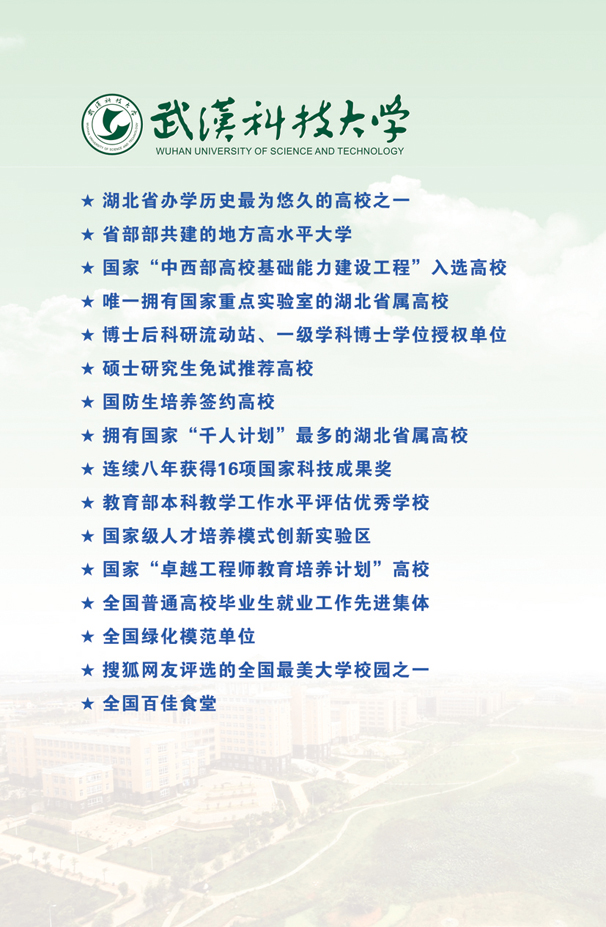 武漢科技大学
WUHAN UNIVERSITY OF SCIENCE AND TECHNOLOGY
★ 湖北省办学历史最为悠久的高校之一
★ 省部部共建的地方高水平大学
★ 国家“中西部高校基础能力建设工程”入选高校
★ 唯一拥有国家重点实验室的湖北省属高校
★ 博士后科研流动站、一级学科博士学位授权单位
★ 硕士研究生免试推荐高校
★ 国防生培养签约高校
★ 拥有国家“千人计划”最多的湖北省属高校
★ 连续八年获得16项国家科技成果奖
★ 教育部本科教学工作水平评估优秀学校
★ 国家级人才培养模式创新实验区
★ 国家“卓越工程师教育培养计划”高校
★ 全国普通高校毕业生就业工作先进集体
★ 全国绿化模范单位
★ 搜狐网友评选的全国最美大学校园之一
★ 全国百佳食堂